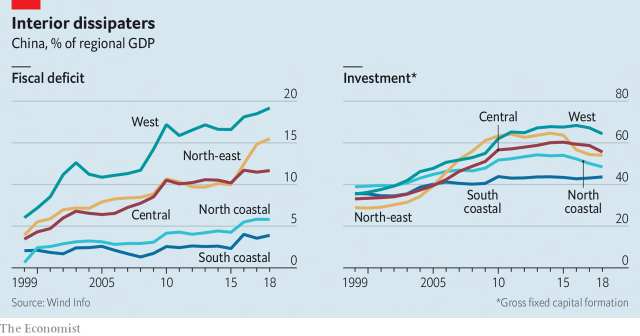 Interior dissipaters
China, % of regional GDP
Fiscal deficit
20
West
15
North-east
10
Central
North coastal
5
South coastal
0
1999
2005
10
15
18
Investment*
80
Central
West
60
40
South
coastal
North
coastal
North-east
20
0
1999
2005
10
15
18
Source: Wind Info
*Gross fixed capital formation
The Economist